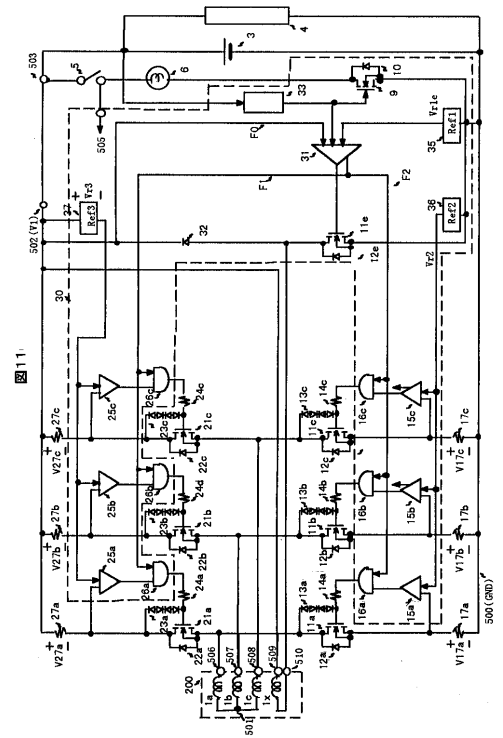 図11
503
5
505
6
3
4
10
9
33
502(V1)
Vr3
+
-
37
Ref3
30
F0
31
F1
F2
Vr1e
Ref1
35
Ref2
36
Vr2
32
11e
12e
27c
+
V27c
-
25c
26c
24c
23c
21c
22c
13c
14c
11c
12c
16c
15c
17c
+
V17c
-
27b
+
V27b
-
25b
26b
24d
23b
21b
22b
13b
14b
11b
12b
16b
15b
17b
+
V17b
-
27a
+
V27a
-
25a
26a
24a
23a
21a
22a
13a
14a
11a
12a
16a
15a
17a
+
V17a
-
200
506
507
508
509
510
1a
1b
1c
1x
501
500(GND)